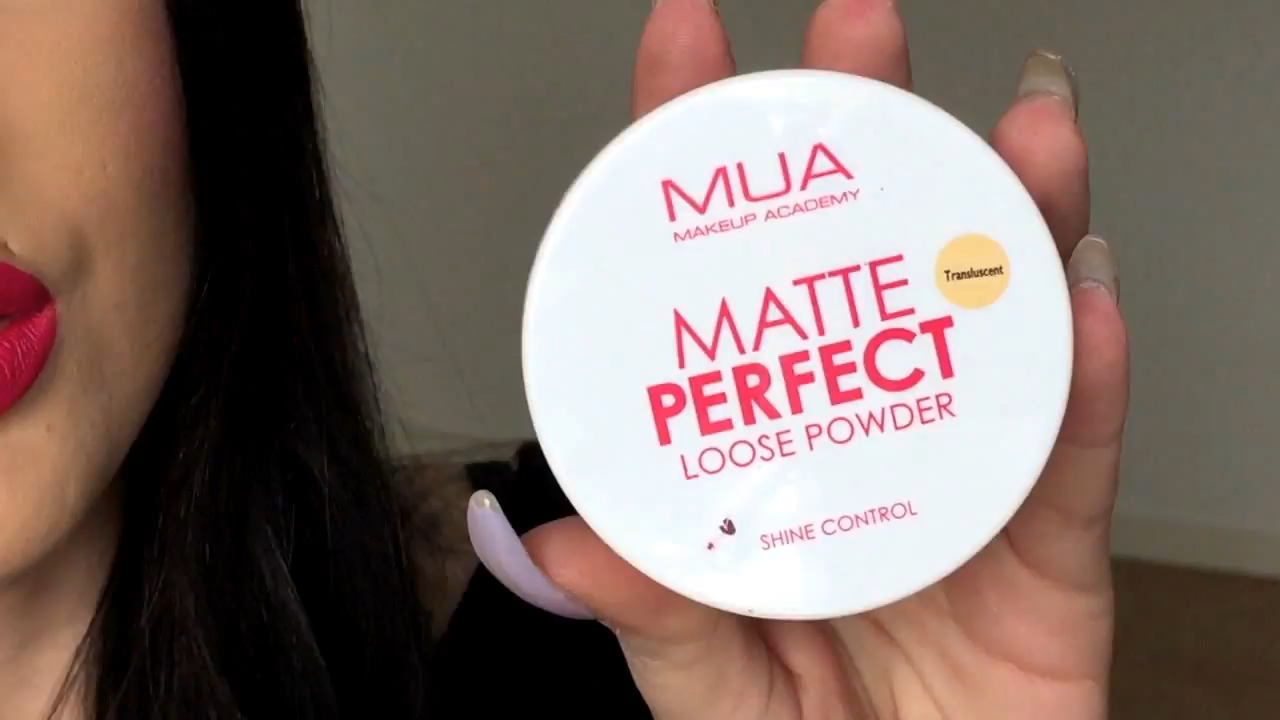 MUA
MAKEUP ACADEMY
Transluscent
MATTE
PERFECT
LOOSE POWDER
SHINE CONTROL